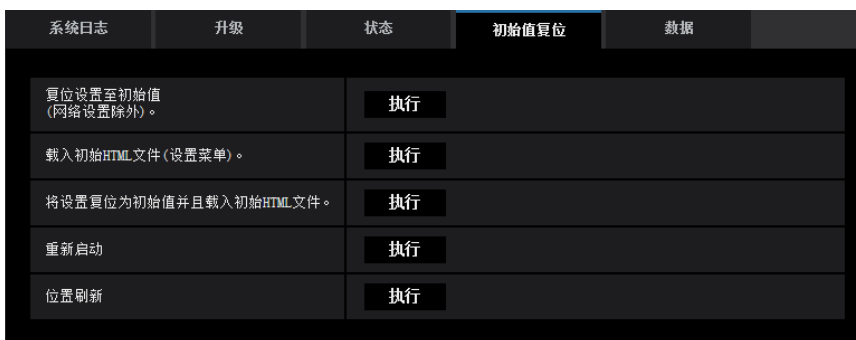 系统日志 升级 状态 初始值复位 数据
复位设置至初始值 执行
(网络设置除外)。
载入初始HTML文件(设置菜单)。 执行
将设置复位为初始值并且载入初始HTML文件。 执行
重新启动 执行
位置刷新 执行